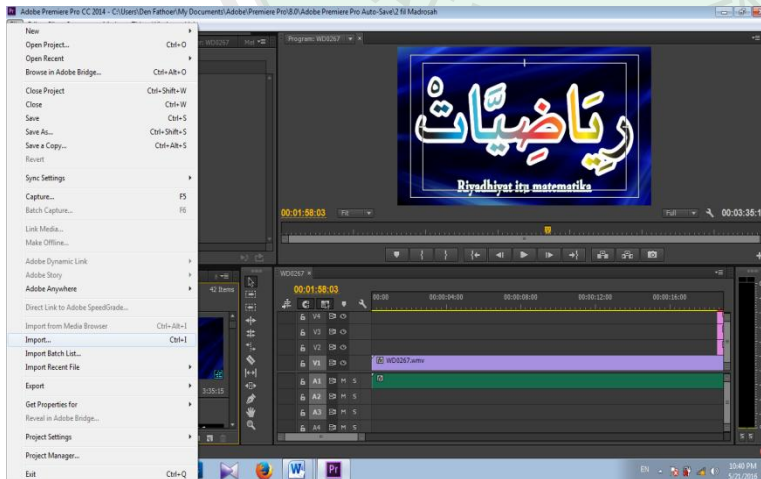 Adobe Premiere Pro CC 2014 - C:\Users\Den Fathoer\My Documents\Adobe\Premiere Pro\8.0\Adobe Premiere Pro Auto-Save\2 fil Madrosah
New
Open Project... Ctrl+O
Open Recent
Browse in Adobe Bridge... Ctrl+Alt+O
Close Project Ctrl+Shift+W
Close Ctrl+W
Save Ctrl+S
Save As... Ctrl+Shift+S
Save a Copy... Ctrl+Alt+S
Revert
Sync Settings
Capture... F5
Batch Capture... F6
Link Media...
Make Offline...
Adobe Dynamic Link
Adobe Story
Adobe Anywhere
Direct Link to Adobe SpeedGrade...
Import from Media Browser Ctrl+Alt+I
Import... Ctrl+I
Import Batch List...
Import Recent File
Export
Get Properties for
Reveal in Adobe Bridge...
Project Settings
Project Manager...
Exit Ctrl+Q
Program: WD0267
رِيَاضِيَّاتْ
Riyadhiyat itu matematika
00:01:58:03 Fit Full 00:03:35:1
42 Items
3:35:15
WD0267
00:01:58:03
00:00 00:00:04:00 00:00:08:00 00:00:12:00 00:00:16:00
V4
V3
V2
V1 WD0267.wmv
A1 M S
A2 M S
A3 M S
A4 M S
S S
EN 10:40 PM
5/21/2016